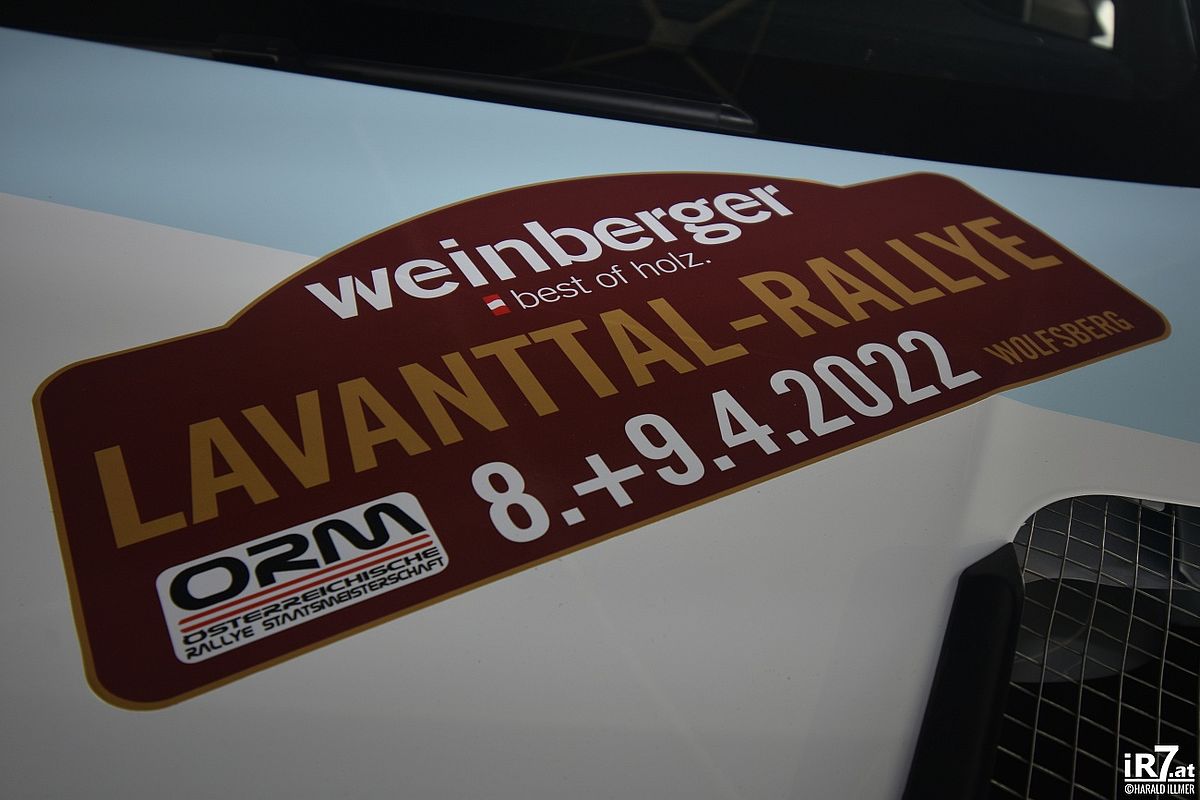 weinberger
best of holz.
LAVANTTAL-RALLYE
8.+9.4.2022 WOLFSBERG
ORM
ÖSTERREICHISCHE
RALLYE STAATSMEISTERSCHAFT
iR7.at
©HARALD ILLMER